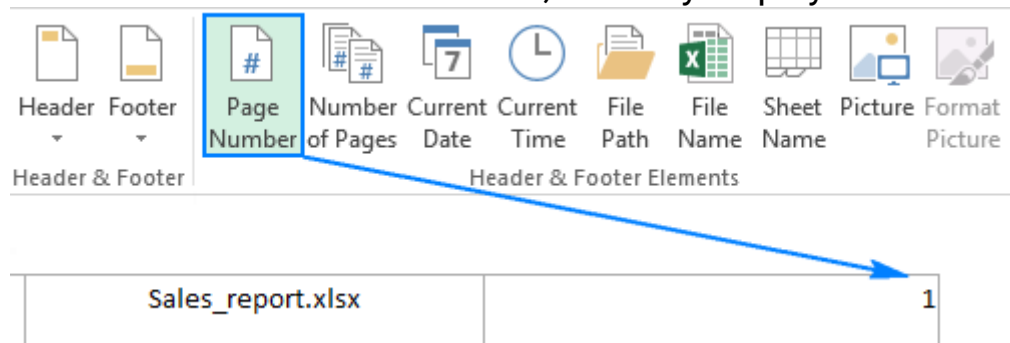 Header Footer Page Number Current Current File File Sheet Picture Format
Number of Pages Date Time Path Name Name Picture
Header & Footer Header & Footer Elements
Sales_report.xlsx 1